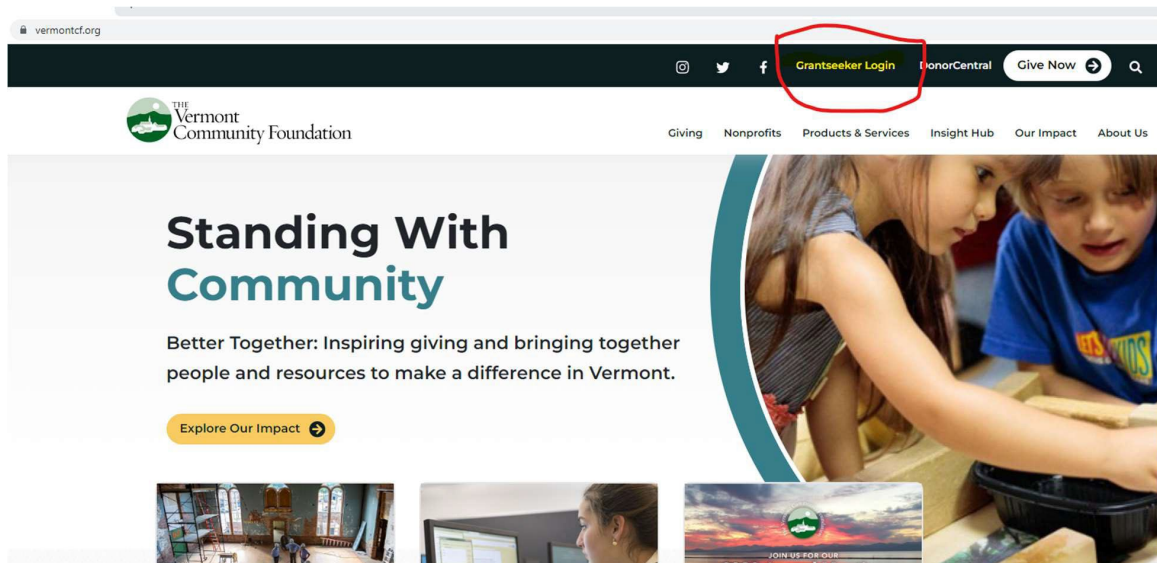 vermontcf.org
Grantseeker Login DonorCentral Give Now
THE
Vermont
Community Foundation
Giving Nonprofits Products & Services Insight Hub Our Impact About Us
Standing With
Community
Better Together: Inspiring giving and bringing together
people and resources to make a difference in Vermont.
Explore Our Impact
JOIN US FOR OUR